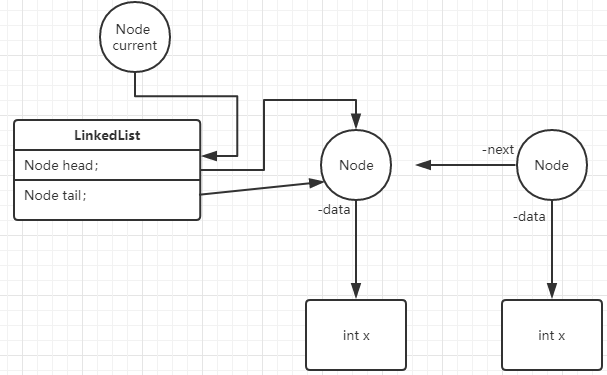 Node
current
LinkedList
Node head;
Node tail;
Node
-next
Node
-data
-data
int x
int x